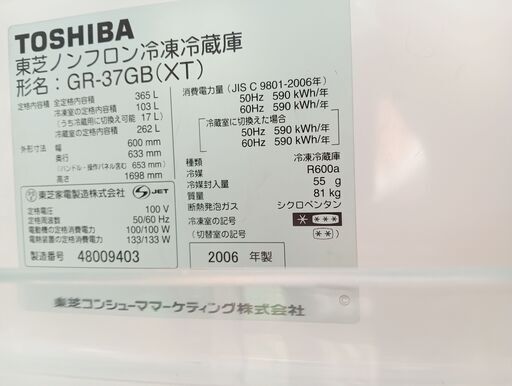 TOSHIBA
東芝ノンフロン冷凍冷蔵庫
形名：GR-37GB(XT)
定格内容積 全定格内容積 365 L
冷凍室の定格内容積 103 L
(うち冷蔵用に切換え可能 17 L)
冷蔵室の定格内容積 262 L
外形寸法 幅 600 mm
奥行 633 mm
(ハンドル・操作パネル含む 653 mm)
高さ 1698 mm
東芝家電製造株式会社 S JET
定格電圧 100 V
定格周波数 50/60 Hz
電動機の定格消費電力 100/100 W
電熱装置の定格消費電力 133/133 W
製造番号 48009403
消費電力量 (JIS C 9801-2006年)
50Hz 590 kWh/年
60Hz 590 kWh/年
冷蔵室に切換えた場合
50Hz 590 kWh/年
60Hz 590 kWh/年
種類 冷凍冷蔵庫
冷媒 R600a
冷媒封入量 55 g
質量 81 kg
断熱発泡ガス シクロペンタン
冷凍室の記号 * ***
(切替室の記号) (**)
2006 年製
東芝コンシューママーケティング株式会社
©